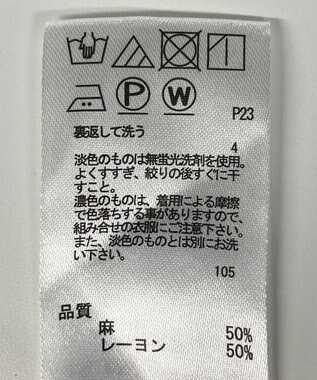 P W
P23
裏返して洗う
4
淡色のものは無蛍光洗剤を使用。
よくすすぎ、絞りの後すぐに干
すこと。
濃色のものは、着用による摩擦
で色落ちする事がありますので、
組み合せの衣服にご注意下さい。
また、淡色のものとは別にお洗
い下さい。
105
品質
麻 50%
レーヨン 50%